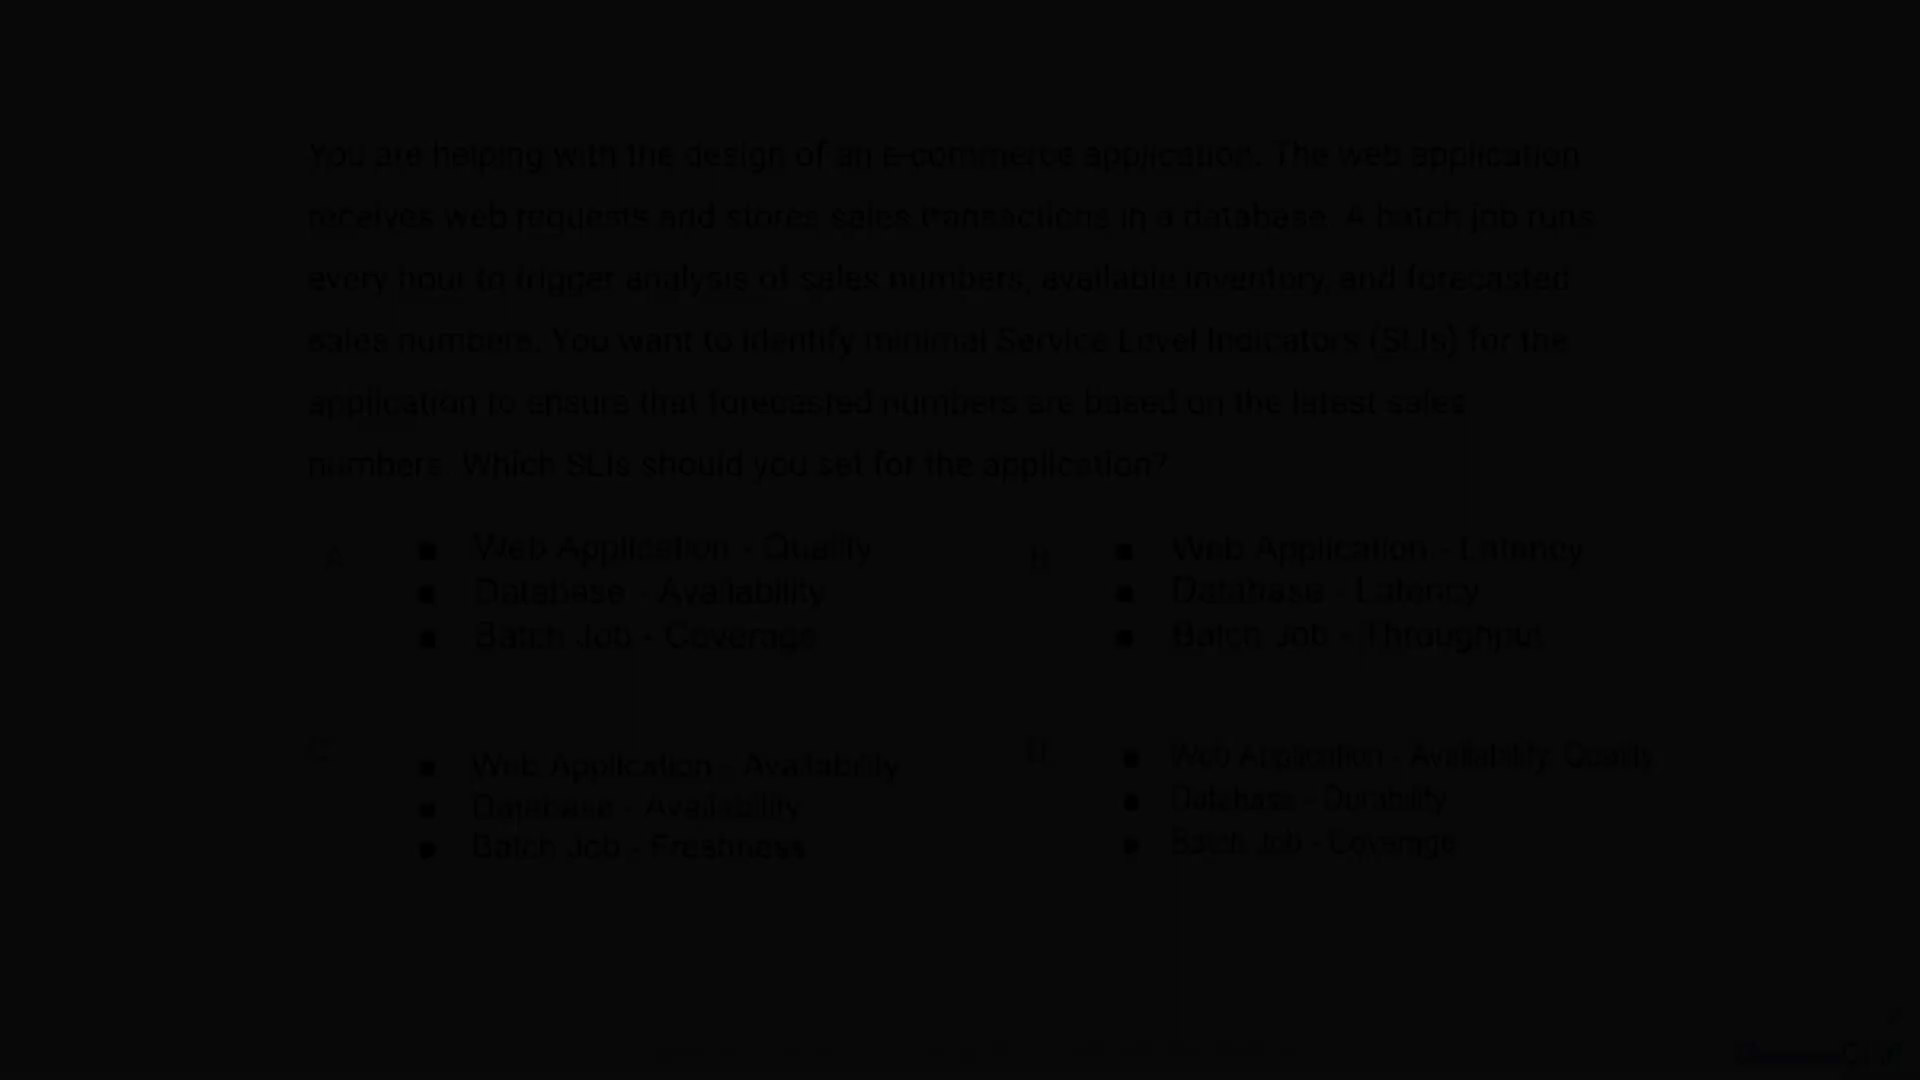 You are helping with the design of an e-commerce application. The web application
receives web requests and stores sales transactions in a database. A batch job runs
every hour to trigger analysis of sales numbers, available inventory, and forecasted
sales numbers. You want to identify minimal Service Level Indicators (SLIs) for the
application to ensure that forecasted numbers are based on the latest sales
numbers. Which SLIs should you set for the application?
A. • Web Application - Quality
• Database - Availability
• Batch Job - Coverage
B. • Web Application - Latency
• Database - Latency
• Batch Job - Throughput
C. • Web Application - Availability
• Database - Availability
• Batch Job - Freshness
D. • Web Application - Availability, Quality
• Database - Durability
• Batch Job - Coverage